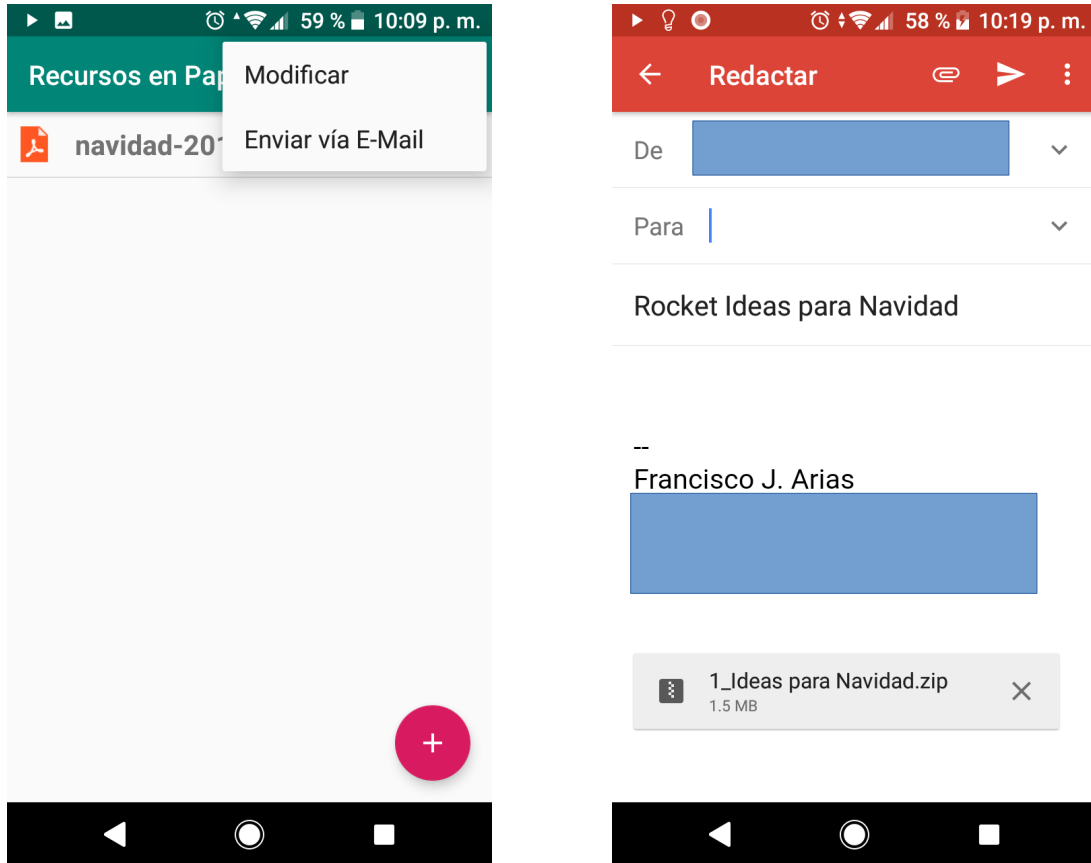 59 % 10:09 p. m.
Recursos en Pap
Modificar
Enviar vía E-Mail
navidad-201
58 % 10:19 p. m.
Redactar
De
Para
Rocket Ideas para Navidad
--
Francisco J. Arias
1_Ideas para Navidad.zip
1.5 MB